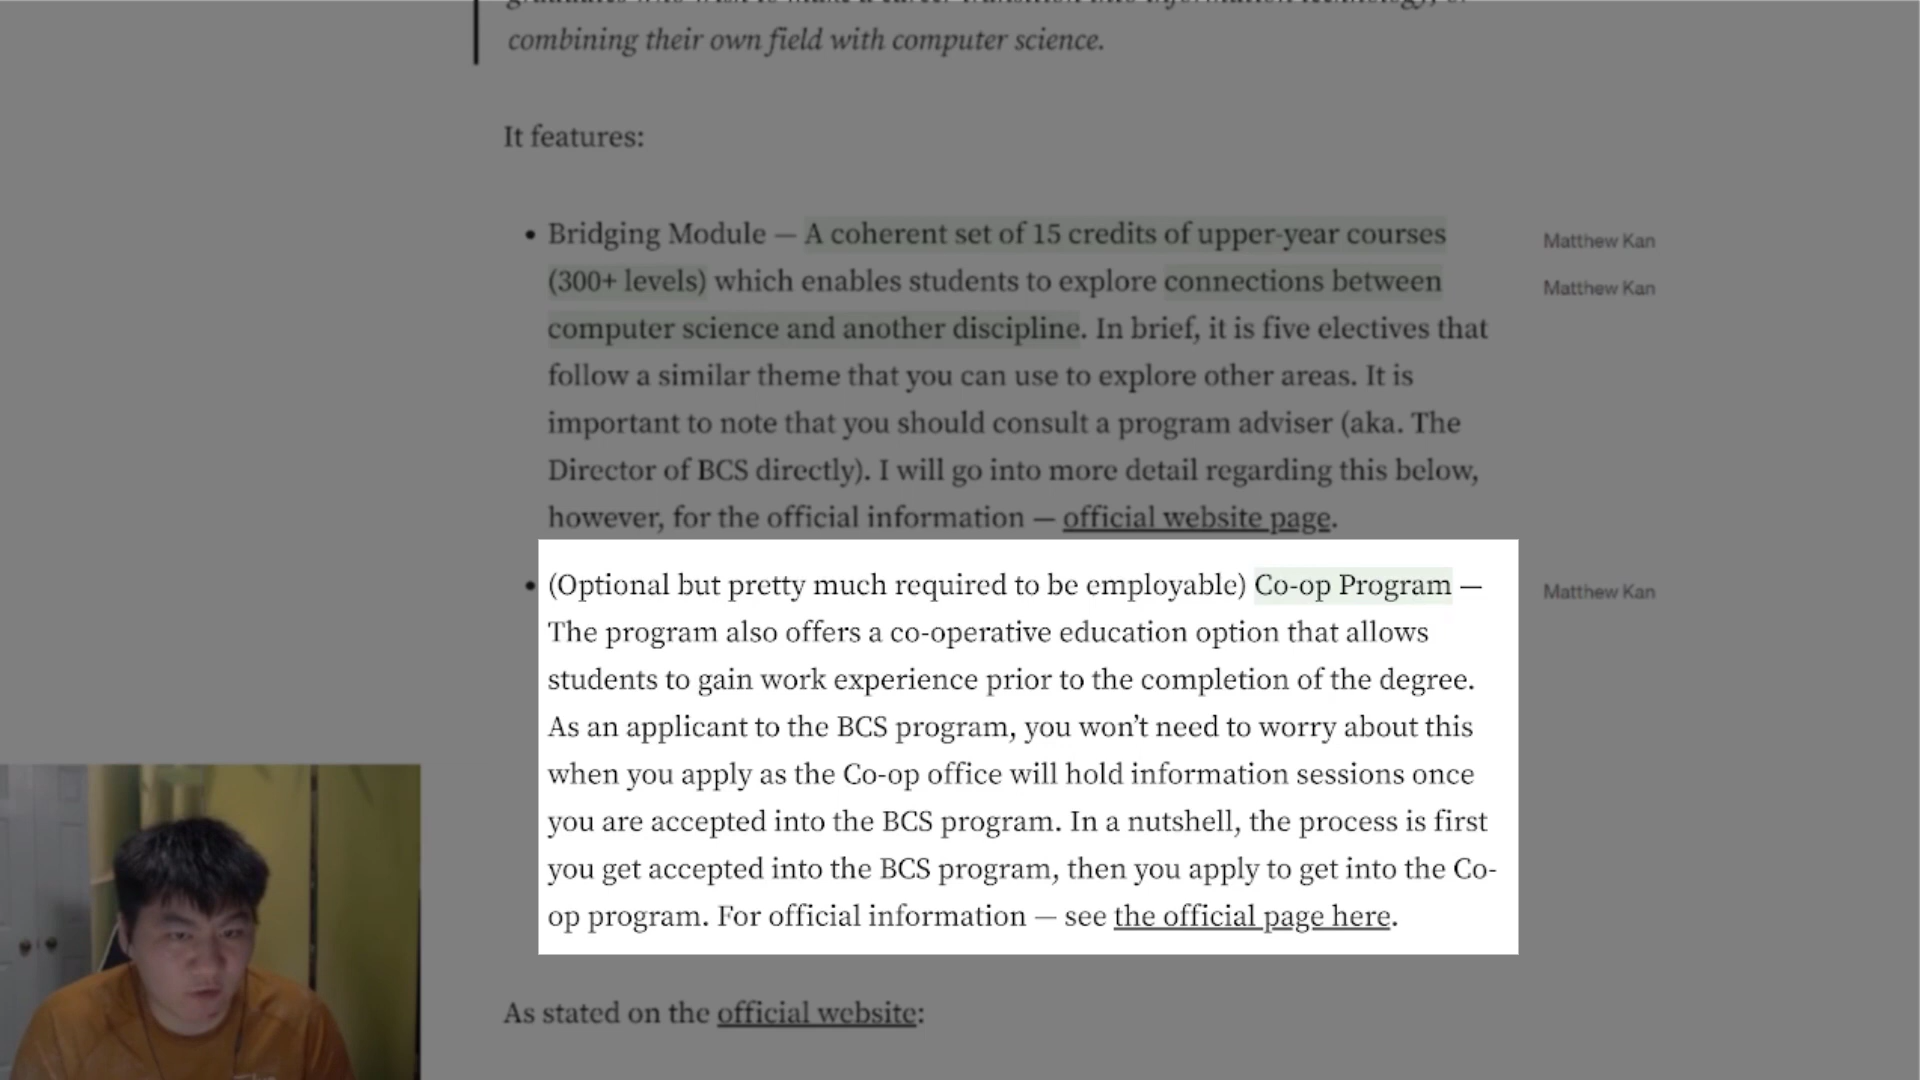 combining their own field with computer science.
It features:
• Bridging Module — A coherent set of 15 credits of upper-year courses
(300+ levels) which enables students to explore connections between
computer science and another discipline. In brief, it is five electives that
follow a similar theme that you can use to explore other areas. It is
important to note that you should consult a program adviser (aka. The
Director of BCS directly). I will go into more detail regarding this below,
however, for the official information — official website page.
Matthew Kan
Matthew Kan
• (Optional but pretty much required to be employable) Co-op Program —
The program also offers a co-operative education option that allows
students to gain work experience prior to the completion of the degree.
As an applicant to the BCS program, you won’t need to worry about this
when you apply as the Co-op office will hold information sessions once
you are accepted into the BCS program. In a nutshell, the process is first
you get accepted into the BCS program, then you apply to get into the Co-
op program. For official information — see the official page here.
Matthew Kan
As stated on the official website: